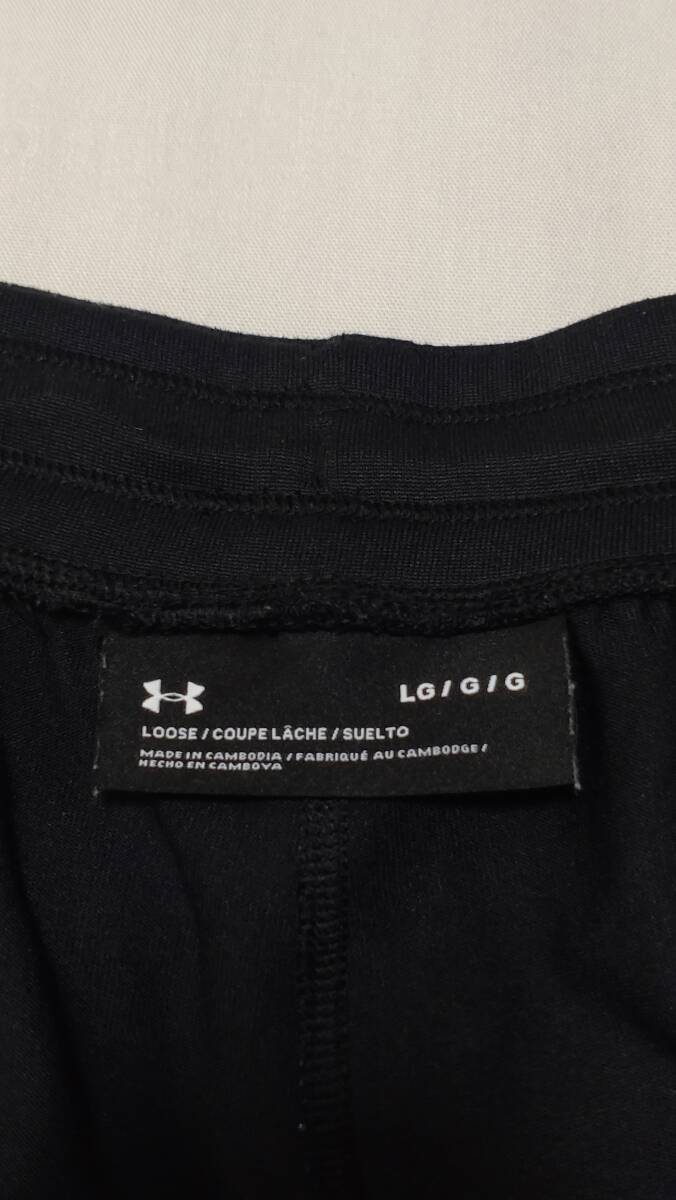 LG / G / G
LOOSE / COUPE LÂCHE / SUELTO
MADE IN CAMBODIA / FABRIQUÉ AU CAMBODGE /
HECHO EN CAMBOYA